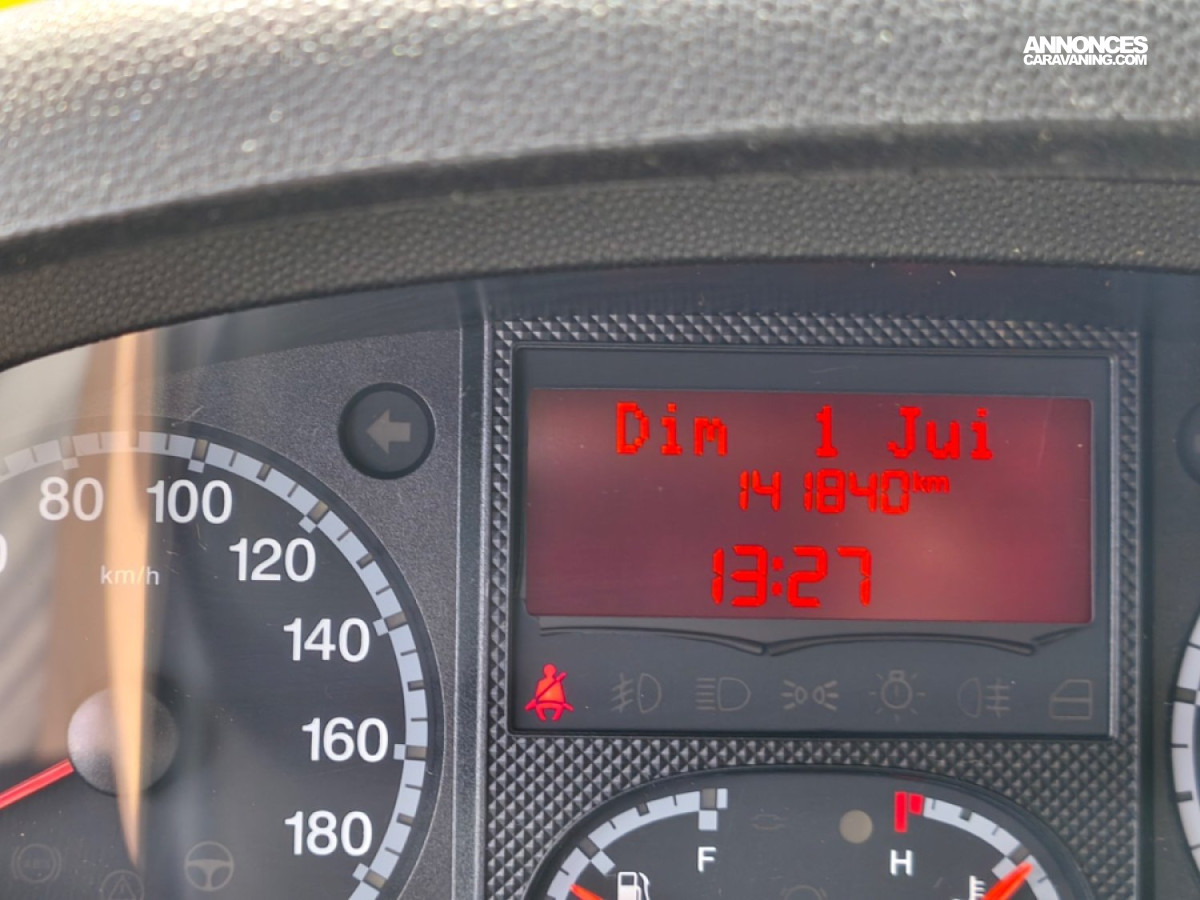 ANNONCES
CARAVANING.COM
Dim 1 Jui
141840km
13:27
80
100
120
140
160
180
km/h
F
H